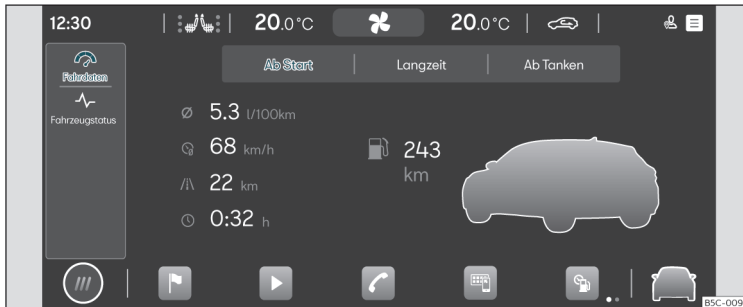 12:30
20.0°C
20.0°C
Fahrdaten
Fahrzeugstatus
Ab Start
Langzeit
Ab Tanken
Ø 5.3 l/100km
68 km/h
22 km
0:32 h
243
km
B5C-009